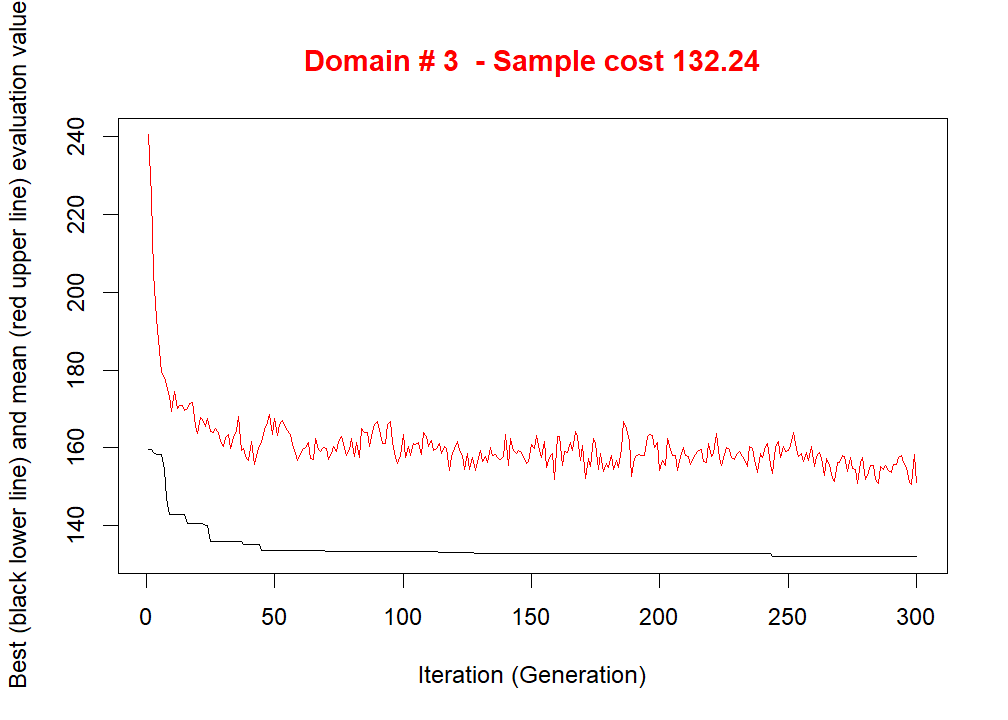 Domain # 3  - Sample cost 132.24
Best (black lower line) and mean (red upper line) evaluation value
240
220
200
180
160
140
0 50 100 150 200 250 300
Iteration (Generation)